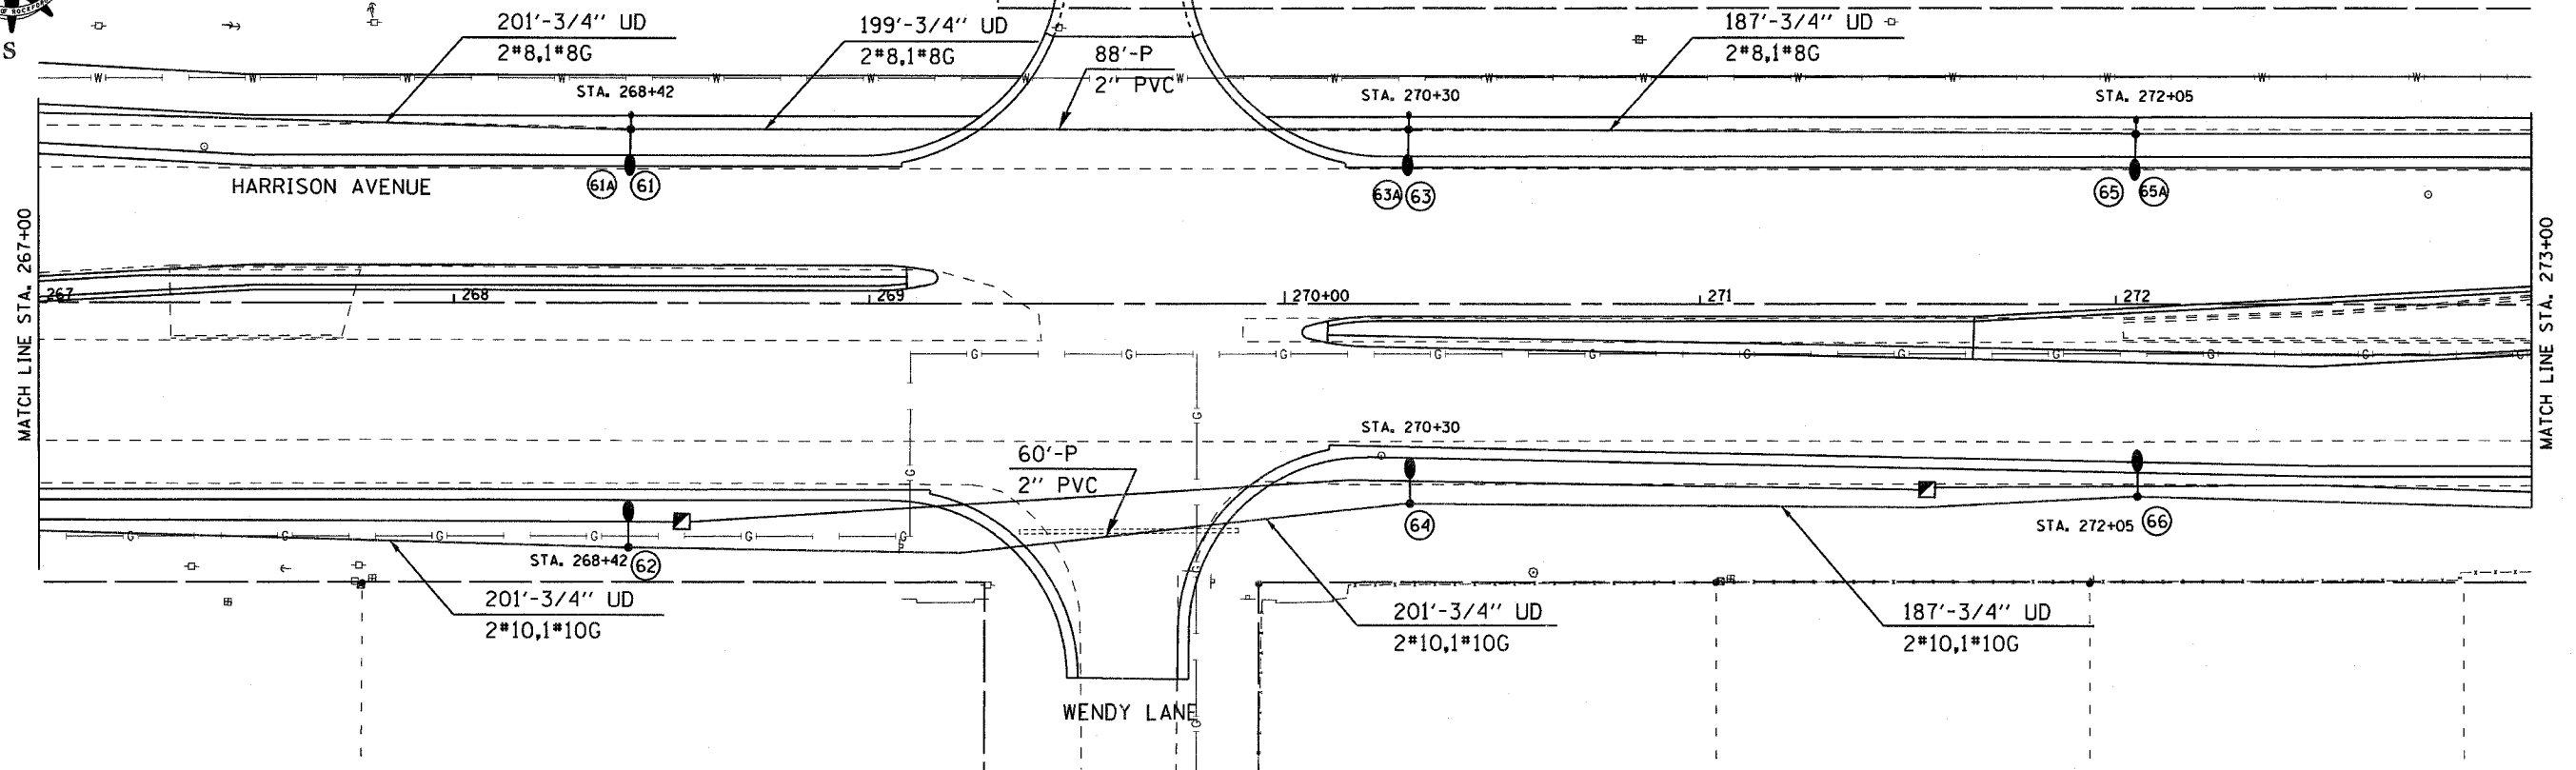 OF ROCKFORD
S
201'-3/4" UD
2#8,1#8G
199'-3/4" UD
2#8,1#8G
88'-P
2" PVC
187'-3/4" UD
2#8,1#8G
W W W W W W W W W W W W W W W W
STA. 268+42
STA. 270+30
STA. 272+05
61A 61
63A 63
65 65A
HARRISON AVENUE
MATCH LINE STA. 267+00
MATCH LINE STA. 273+00
267
268
269
270+00
271
272
G G G G G G G G G G G
G
G
STA. 270+30
60'-P
2" PVC
64
STA. 272+05 66
G G G G G
STA. 268+42 62
G
201'-3/4" UD
2#10,1#10G
201'-3/4" UD
2#10,1#10G
187'-3/4" UD
2#10,1#10G
WENDY LANE
G